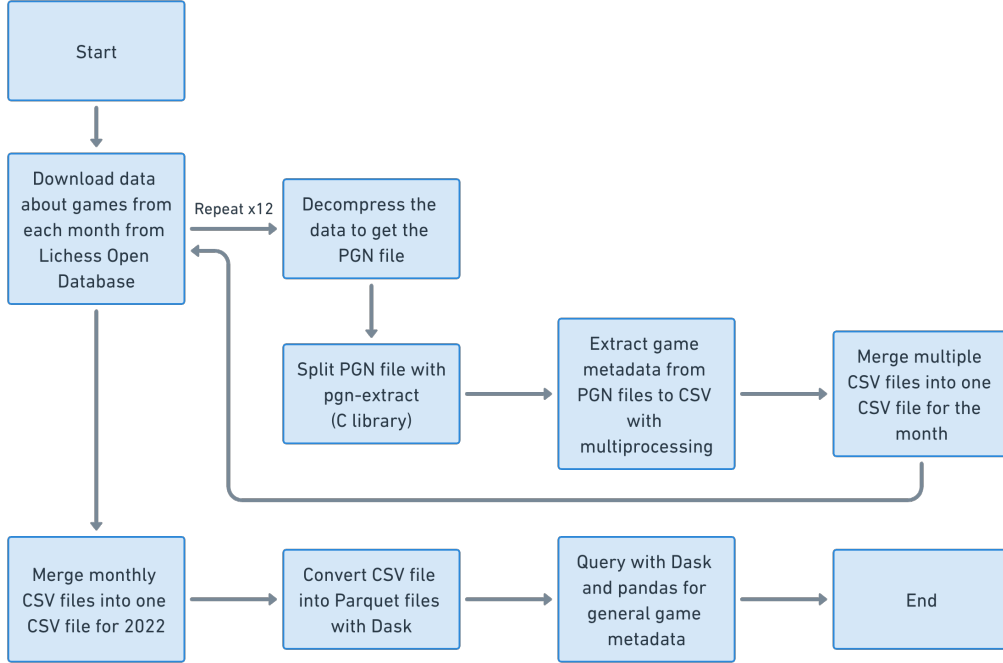 Start
Download data
about games from
each month from
Lichess Open
Database
Repeat x12
Decompress the
data to get the
PGN file
Split PGN file with
pgn-extract
(C library)
Extract game
metadata from
PGN files to CSV
with
multiprocessing
Merge multiple
CSV files into one
CSV file for the
month
Merge monthly
CSV files into one
CSV file for 2022
Convert CSV file
into Parquet files
with Dask
Query with Dask
and pandas for
general game
metadata
End